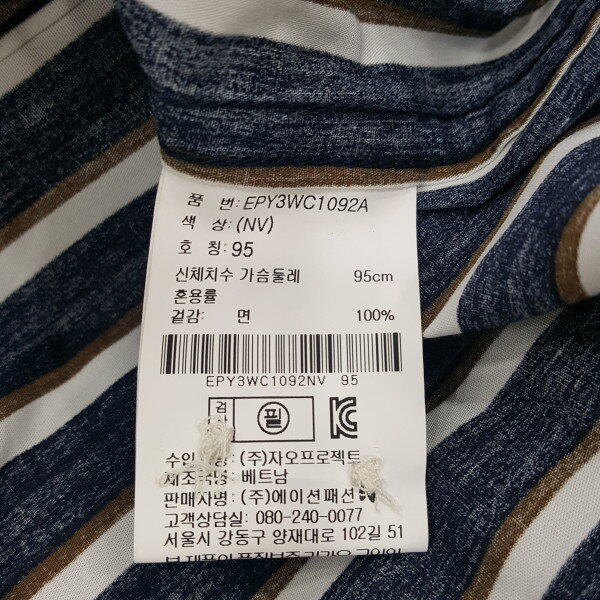 품 번: EPY3WC1092A
색 상: (NV)
호 칭: 95
신체치수 가슴둘레 95cm
혼용률
겉감: 면 100%
EPY3WC1092NV 95
검 필
: (주)자오프로젝트
제조국명: 베트남
판매자명: (주)에이션패션
고객상담실: 080-240-0077
서울시 강동구 양재대로 102길 51